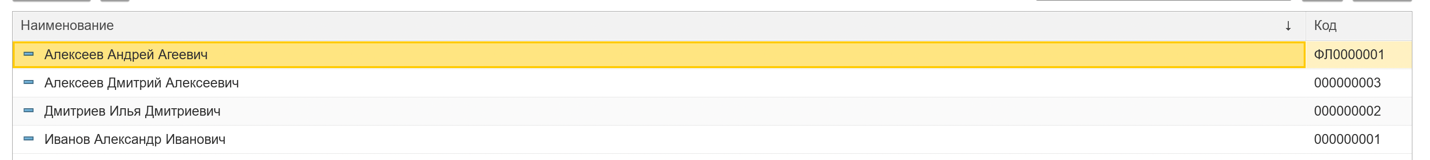 Наименование ↓ Код
Алексеев Андрей Агеевич ФЛ0000001
Алексеев Дмитрий Алексеевич 000000003
Дмитриев Илья Дмитриевич 000000002
Иванов Александр Иванович 000000001